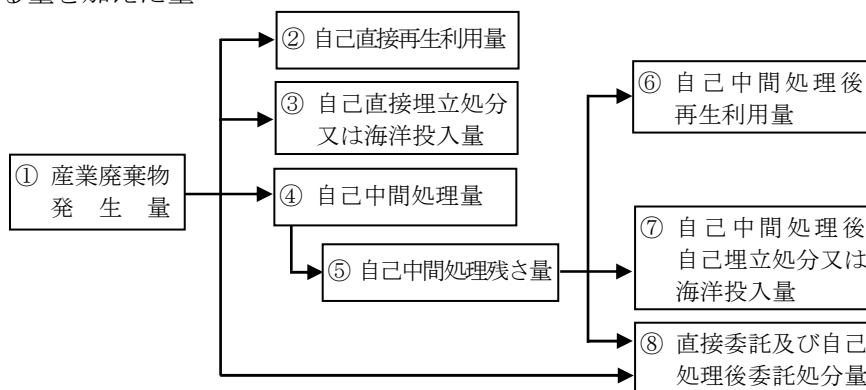 量を加えた量
② 自己直接再生利用量
③ 自己直接埋立処分
又は海洋投入量
① 産業廃棄物
発生量
④ 自己中間処理量
⑤ 自己中間処理残さ量
⑥ 自己中間処理後
再生利用量
⑦ 自己中間処理後
自己埋立処分又は
海洋投入量
⑧ 直接委託及び自己
処理後委託処分量